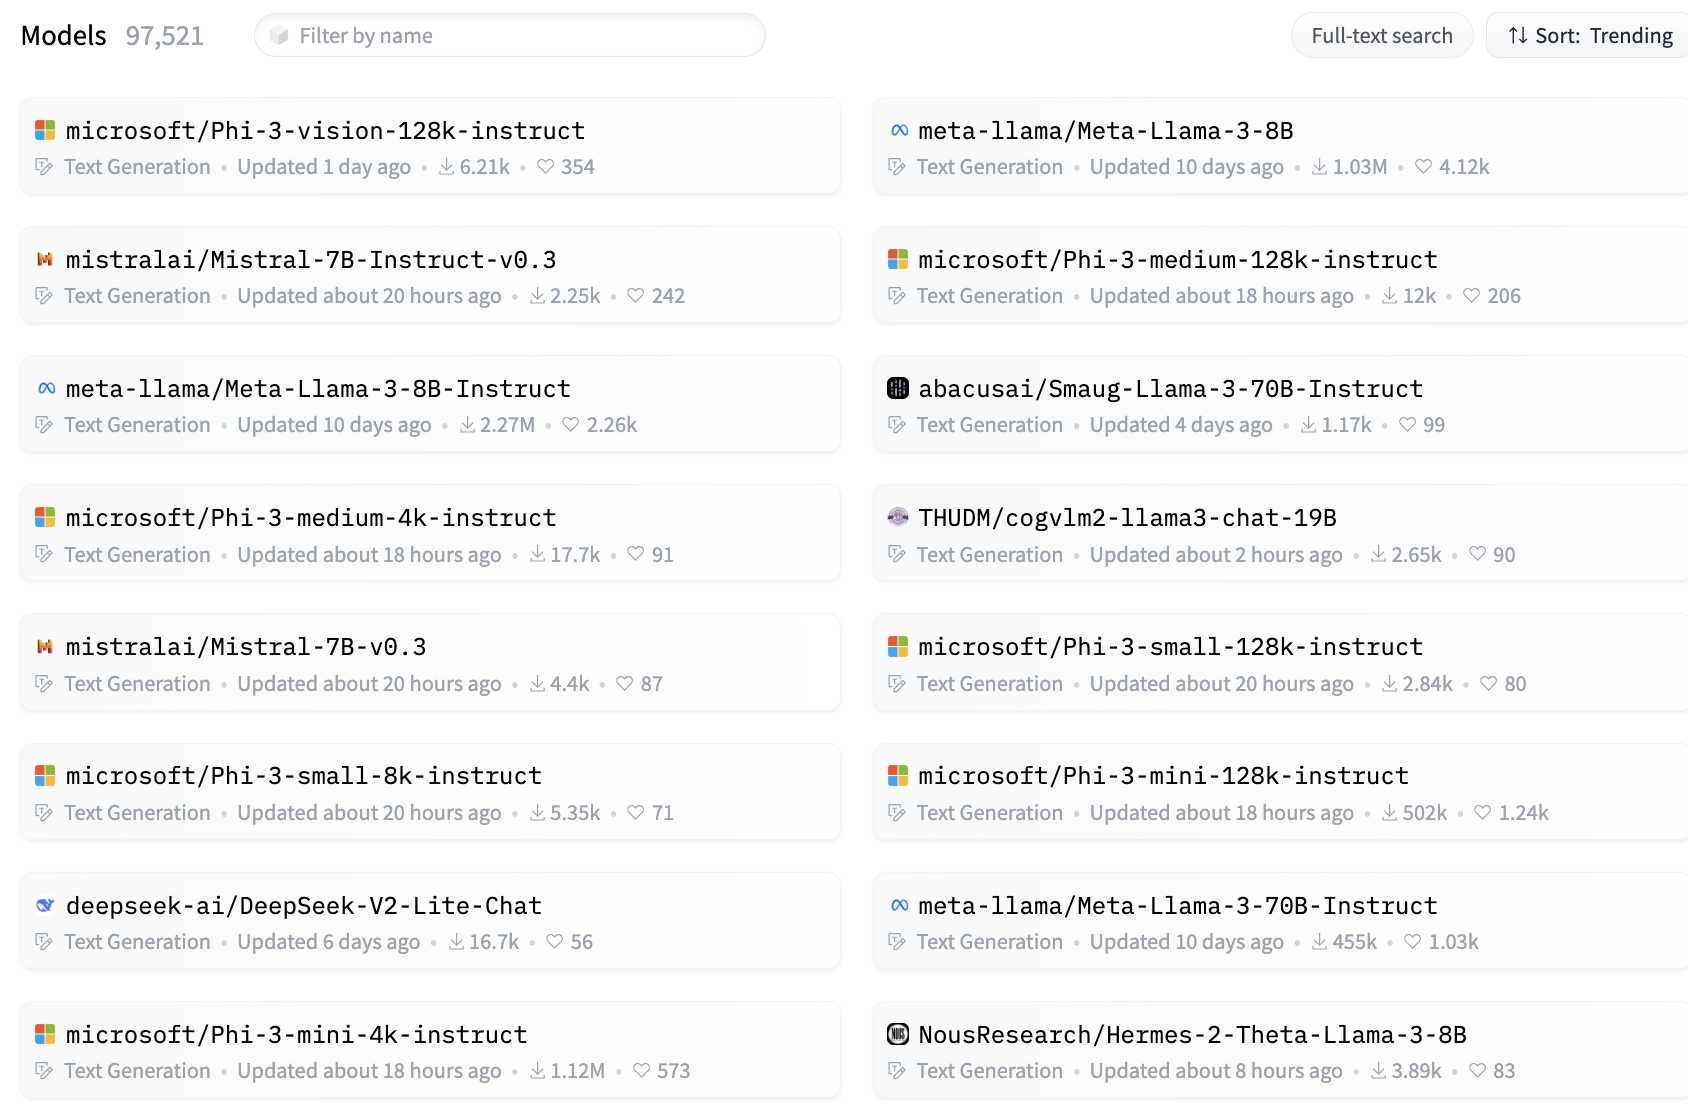 Models 97,521 Filter by name Full-text search Sort: Trending
microsoft/Phi-3-vision-128k-instruct
Text Generation • Updated 1 day ago • 6.21k • 354
meta-llama/Meta-Llama-3-8B
Text Generation • Updated 10 days ago • 1.03M • 4.12k
mistralai/Mistral-7B-Instruct-v0.3
Text Generation • Updated about 20 hours ago • 2.25k • 242
microsoft/Phi-3-medium-128k-instruct
Text Generation • Updated about 18 hours ago • 12k • 206
meta-llama/Meta-Llama-3-8B-Instruct
Text Generation • Updated 10 days ago • 2.27M • 2.26k
abacusai/Smaug-Llama-3-70B-Instruct
Text Generation • Updated 4 days ago • 1.17k • 99
microsoft/Phi-3-medium-4k-instruct
Text Generation • Updated about 18 hours ago • 17.7k • 91
THUDM/cogvlm2-llama3-chat-19B
Text Generation • Updated about 2 hours ago • 2.65k • 90
mistralai/Mistral-7B-v0.3
Text Generation • Updated about 20 hours ago • 4.4k • 87
microsoft/Phi-3-small-128k-instruct
Text Generation • Updated about 20 hours ago • 2.84k • 80
microsoft/Phi-3-small-8k-instruct
Text Generation • Updated about 20 hours ago • 5.35k • 71
microsoft/Phi-3-mini-128k-instruct
Text Generation • Updated about 18 hours ago • 502k • 1.24k
deepseek-ai/DeepSeek-V2-Lite-Chat
Text Generation • Updated 6 days ago • 16.7k • 56
meta-llama/Meta-Llama-3-70B-Instruct
Text Generation • Updated 10 days ago • 455k • 1.03k
microsoft/Phi-3-mini-4k-instruct
Text Generation • Updated about 18 hours ago • 1.12M • 573
NousResearch/Hermes-2-Theta-Llama-3-8B
Text Generation • Updated about 8 hours ago • 3.89k • 83